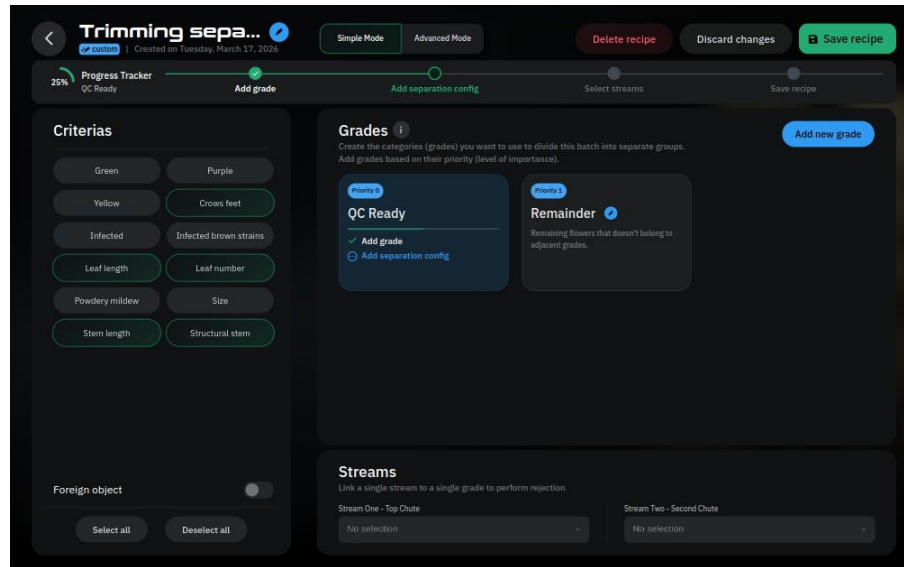 Trimming sepa...
custom | Created on Tuesday, March 17, 2026
Simple Mode
Advanced Mode
Delete recipe
Discard changes
Save recipe
25%
Progress Tracker
QC Ready
Add grade
Add separation config
Select streams
Save recipe
Criterias
Green
Purple
Yellow
Crows feet
Infected
Infected brown strains
Leaf length
Leaf number
Powdery mildew
Size
Stem length
Structural stem
Foreign object
Select all
Deselect all
Grades i
Create the categories (grades) you want to use to divide this batch into separate groups.
Add grades based on their priority (level of importance).
Add new grade
Priority 0
QC Ready
Add grade
Add separation config
Priority 1
Remainder
Remaining flowers that doesn't belong to
adjacent grades.
Streams
Link a single stream to a single grade to perform rejection
Stream One - Top Chute
No selection
Stream Two - Second Chute
No selection